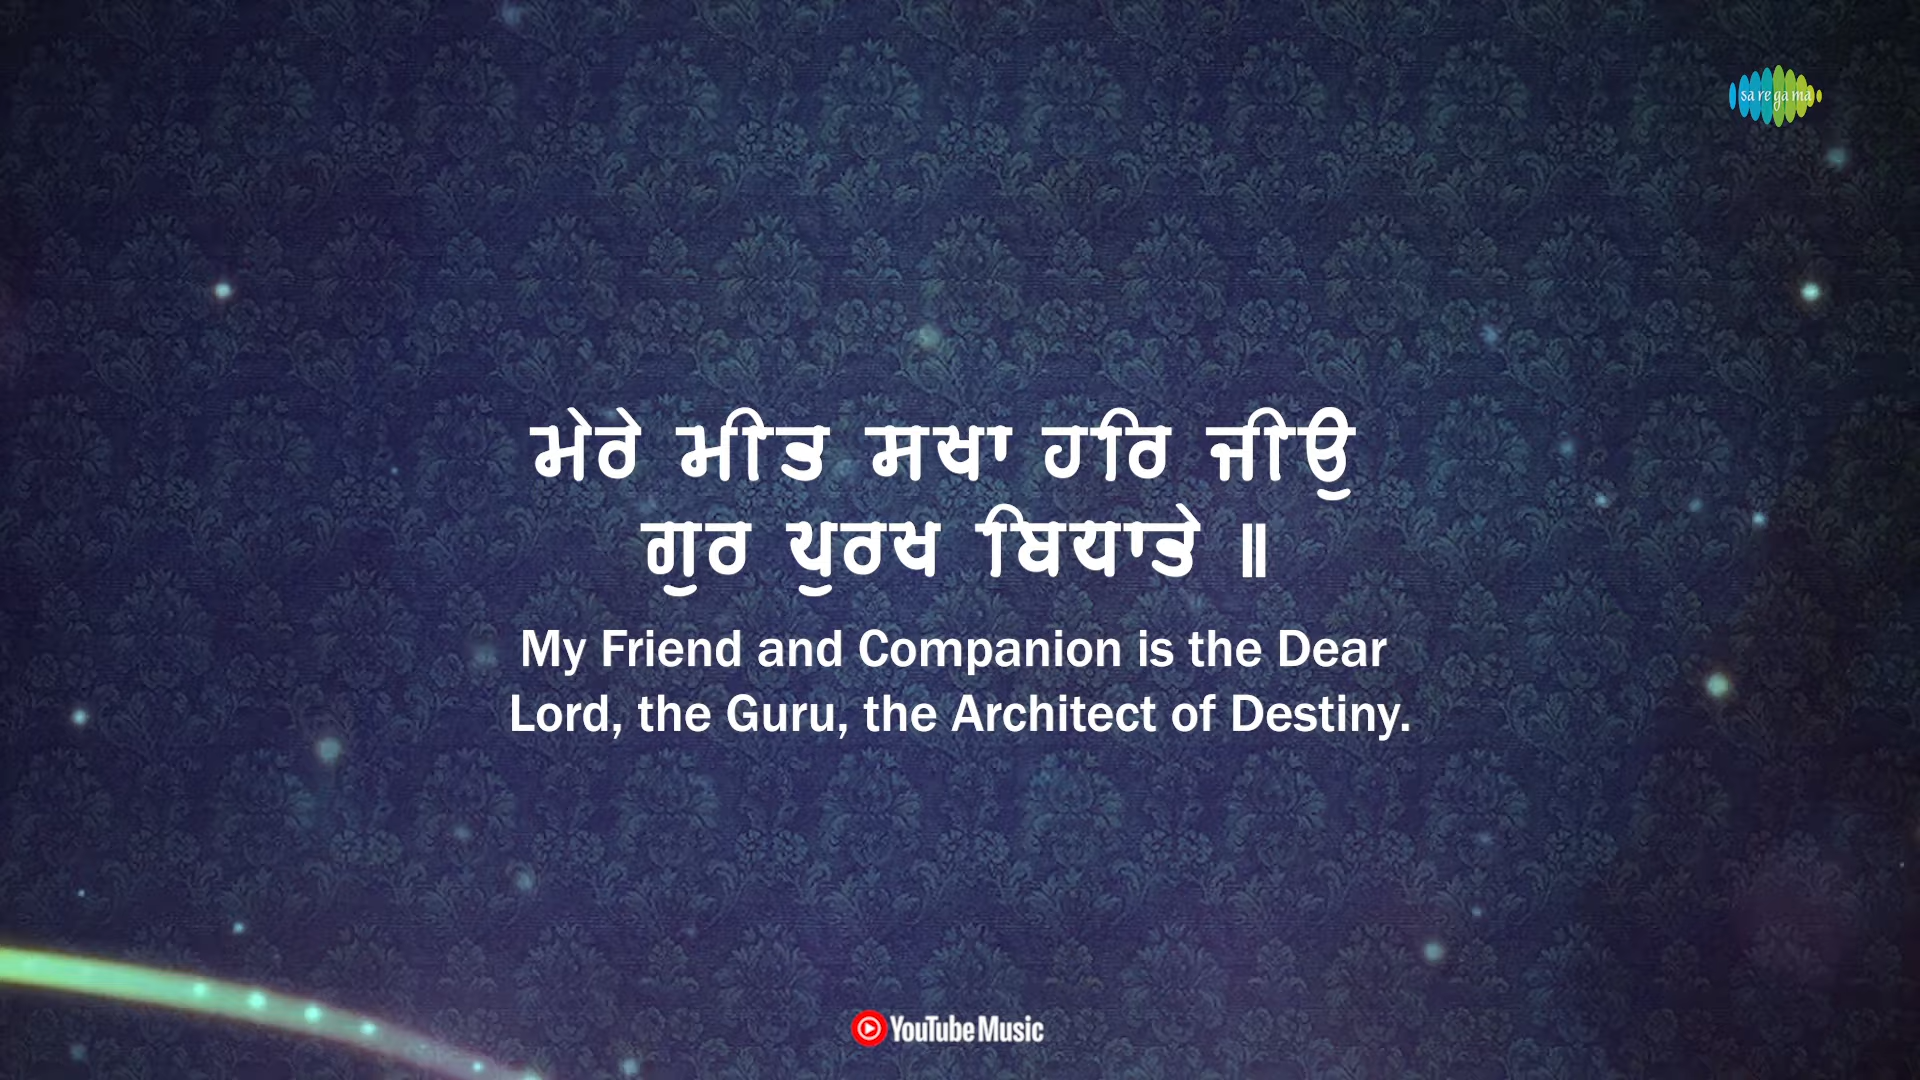 sa re ga ma
ਮੇਰੇ ਮੀਤ ਸਖਾ ਹਰਿ ਜੀਉ
ਗੁਰ ਪੁਰਖ ਬਿਧਾਤੇ ॥
My Friend and Companion is the Dear
Lord, the Guru, the Architect of Destiny.
YouTube Music